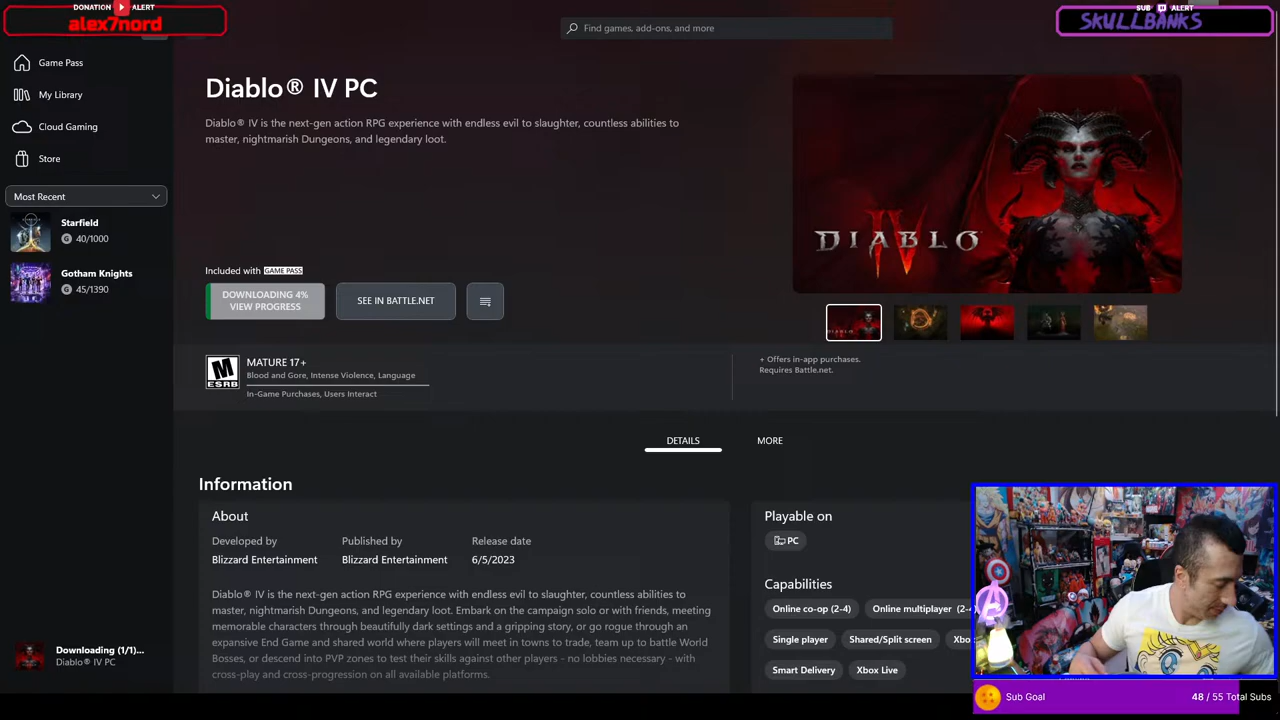 DONATION ALERT
alex7nord
SUB ALERT
SKULLBANKS
Find games, add-ons, and more
Game Pass
My Library
Cloud Gaming
Store
Most Recent
Starfield
G 40/1000
Gotham Knights
G 45/1390
Downloading (1/1)...
Diablo® IV PC
Diablo® IV PC
Diablo® IV is the next-gen action RPG experience with endless evil to slaughter, countless abilities to
master, nightmarish Dungeons, and legendary loot.
DIABLO IV
Included with GAME PASS
DOWNLOADING 4%
VIEW PROGRESS
SEE IN BATTLE.NET
M
ESRB
MATURE 17+
Blood and Gore, Intense Violence, Language
In-Game Purchases, Users Interact
+ Offers in-app purchases.
Requires Battle.net.
DETAILS
MORE
Information
About
Developed by
Blizzard Entertainment
Published by
Blizzard Entertainment
Release date
6/5/2023
Diablo® IV is the next-gen action RPG experience with endless evil to slaughter, countless abilities to
master, nightmarish Dungeons, and legendary loot. Embark on the campaign solo or with friends, meeting
memorable characters through beautifully dark settings and a gripping story, or go rogue through an
expansive End Game and shared world where players will meet in towns to trade, team up to battle World
Bosses, or descend into PVP zones to test their skills against other players - no lobbies necessary - with
cross-play and cross-progression on all available platforms.
Playable on
PC
Capabilities
Online co-op (2-4)
Online multiplayer (2-4
Single player
Shared/Split screen
Xbo
Smart Delivery
Xbox Live
Sub Goal
48 / 55 Total Subs